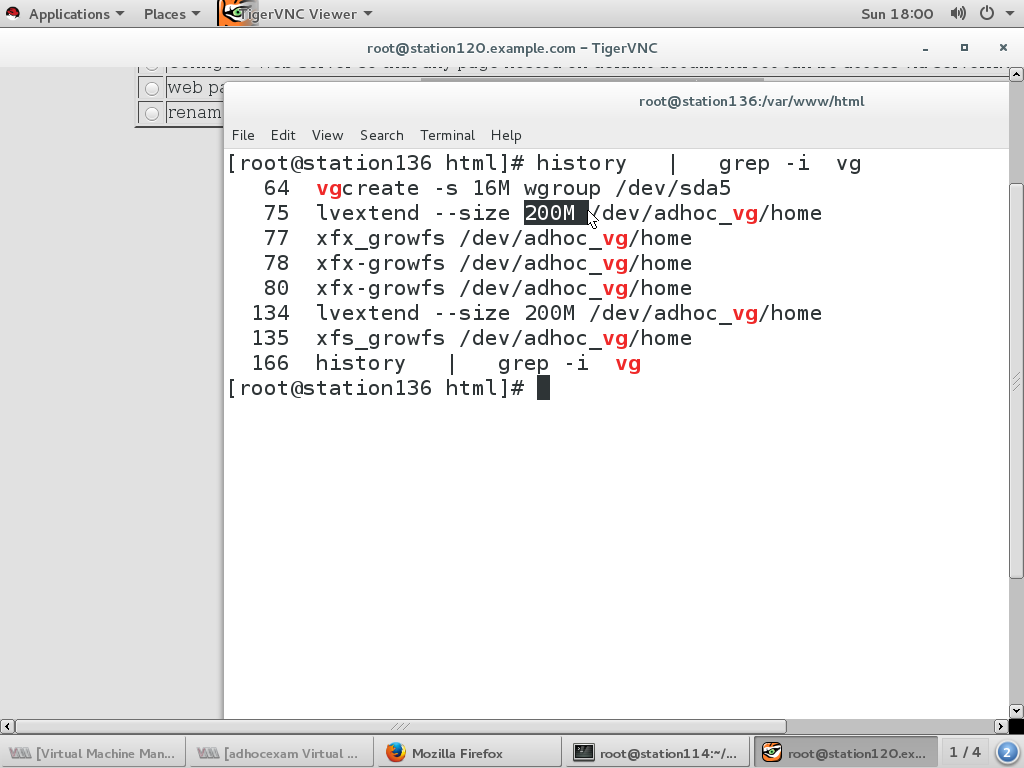 Applications Places TigerVNC Viewer Sun 18:00
root@station120.example.com – TigerVNC
web pa
renam
root@station136:/var/www/html
File Edit View Search Terminal Help
[root@station136 html]# history   |   grep -i  vg
64  vgcreate -s 16M wgroup /dev/sda5
75  lvextend --size 200M /dev/adhoc_vg/home
77  xfx_growfs /dev/adhoc_vg/home
78  xfx-growfs /dev/adhoc_vg/home
80  xfx-growfs /dev/adhoc_vg/home
134  lvextend --size 200M /dev/adhoc_vg/home
135  xfs_growfs /dev/adhoc_vg/home
166  history   |   grep -i  vg
[root@station136 html]#
[Virtual Machine Man... [adhocexam Virtual ... Mozilla Firefox root@station114:~/... root@station120.ex... 1 / 4 2